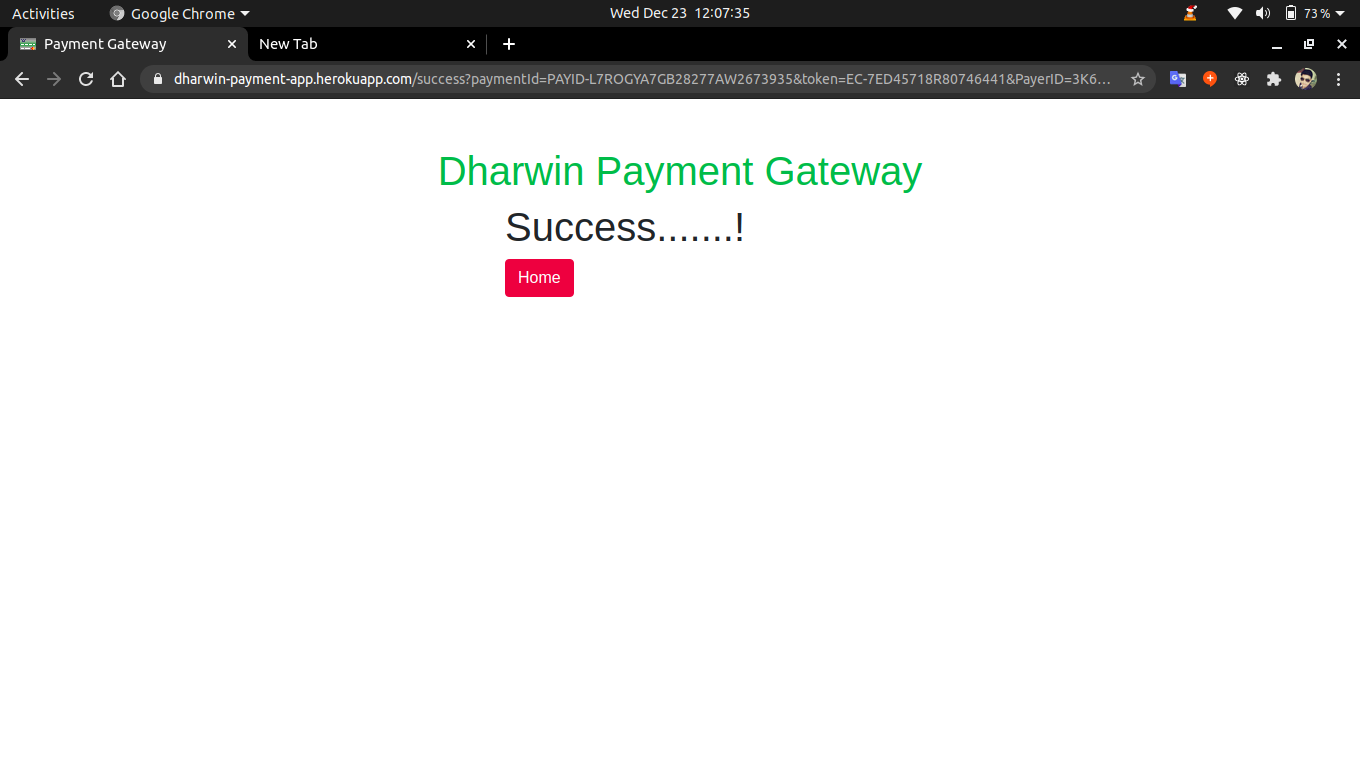 Activities Google Chrome Wed Dec 23 12:07:35 73 %
Payment Gateway New Tab
dharwin-payment-app.herokuapp.com/success?paymentId=PAYID-L7ROGYA7GB28277AW2673935&token=EC-7ED45718R80746441&PayerID=3K6...
Dharwin Payment Gateway
Success.......!
Home